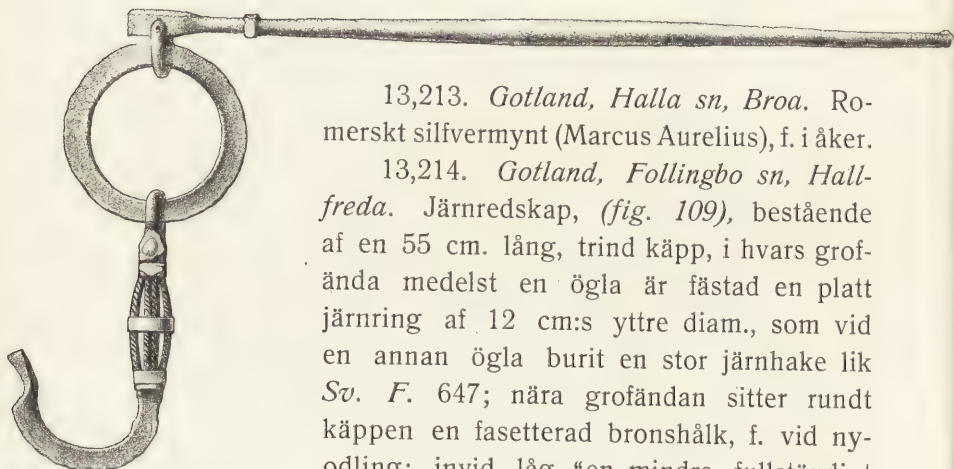 13,213. Gotland, Halla sn, Broa. Ro-
merskt silfvermynt (Marcus Aurelius), f. i åker.
13,214. Gotland, Follingbo sn, Hall-
freda. Järnredskap, (fig. 109), bestående
af en 55 cm. lång, trind käpp, i hvars grof-
ända medelst en ögla är fästad en platt
järnring af 12 cm:s yttre diam., som vid
en annan ögla burit en stor järnhake lik
Sv. F. 647; nära grofändan sitter rundt
käppen en fasetterad bronshålk, f. vid ny-
odling; invid låg "en mindre fullständigt